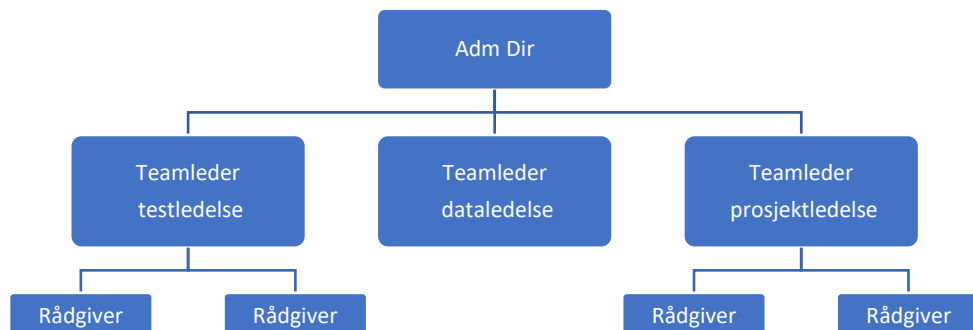 Adm Dir
Teamleder
testledelse
Teamleder
dataledelse
Teamleder
prosjektledelse
Rådgiver
Rådgiver
Rådgiver
Rådgiver